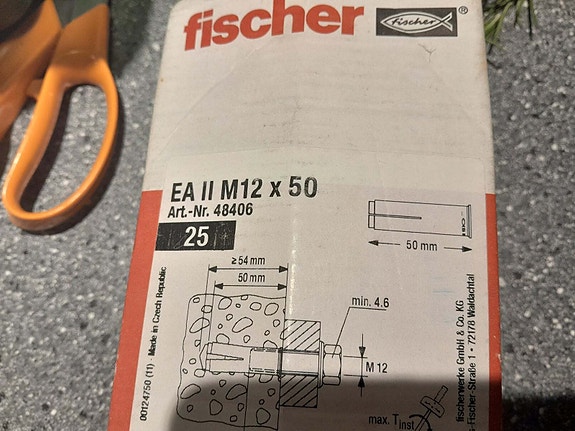 fischer
fischer ®
EA II M12 x 50
Art.-Nr. 48406
25
50 mm
≥54 mm
50 mm
min. 4.6
M 12
max. Tinst
00124750 (11) · Made in Czech Republic
fischerwerke GmbH & Co. KG
-Fischer-Straße 1 • 72178 Waldachtal